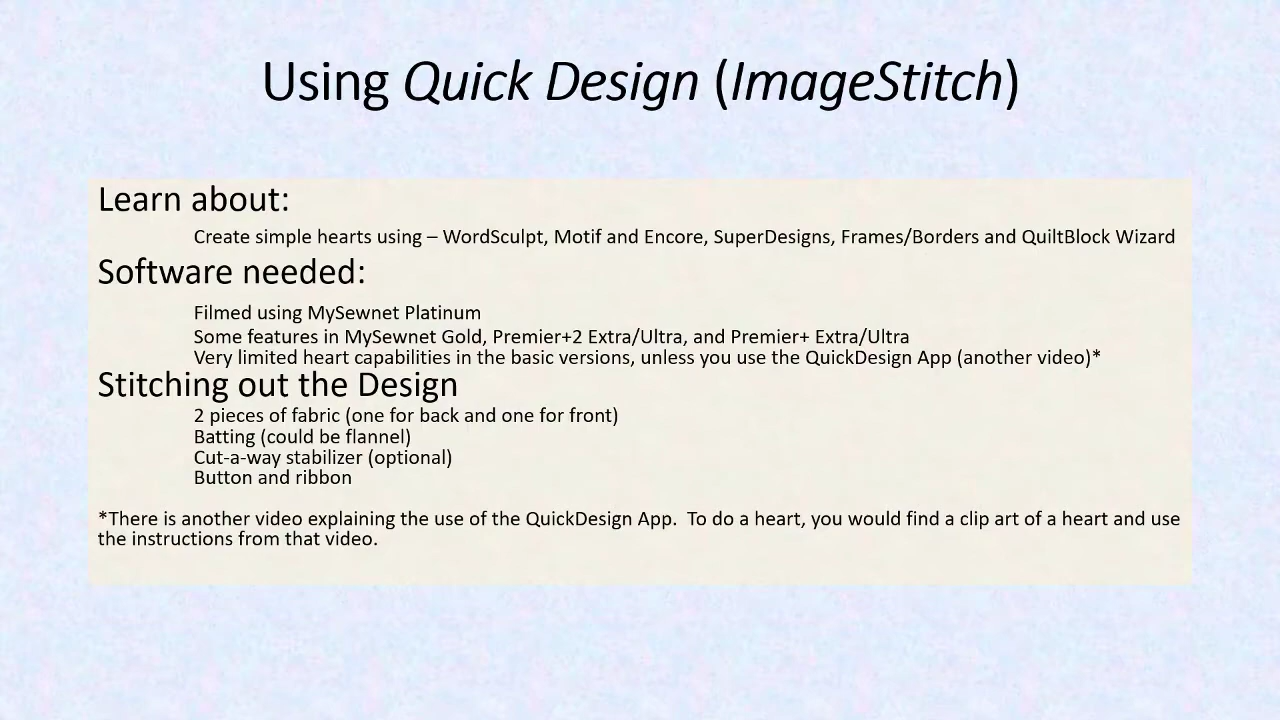 Using Quick Design (ImageStitch)
Learn about:
Create simple hearts using – WordSculpt, Motif and Encore, SuperDesigns, Frames/Borders and QuiltBlock Wizard
Software needed:
Filmed using MySewnet Platinum
Some features in MySewnet Gold, Premier+2 Extra/Ultra, and Premier+ Extra/Ultra
Very limited heart capabilities in the basic versions, unless you use the QuickDesign App (another video)*
Stitching out the Design
2 pieces of fabric (one for back and one for front)
Batting (could be flannel)
Cut-a-way stabilizer (optional)
Button and ribbon
*There is another video explaining the use of the QuickDesign App.  To do a heart, you would find a clip art of a heart and use
the instructions from that video.